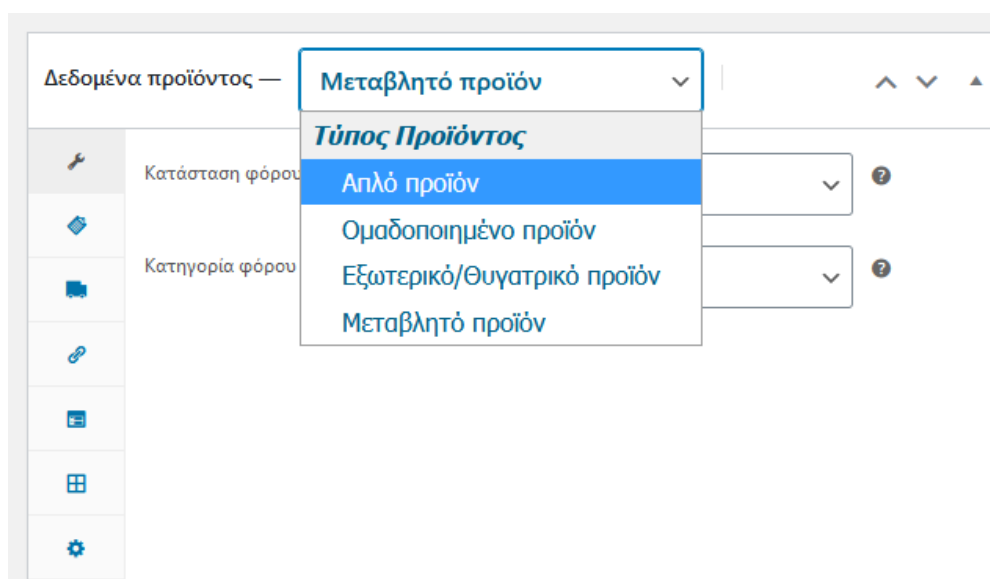 Δεδομένα προϊόντος —
Μεταβλητό προϊόν
Τύπος Προϊόντος
Απλό προϊόν
Ομαδοποιημένο προϊόν
Εξωτερικό/Θυγατρικό προϊόν
Μεταβλητό προϊόν
Κατάσταση φόρου
Κατηγορία φόρου